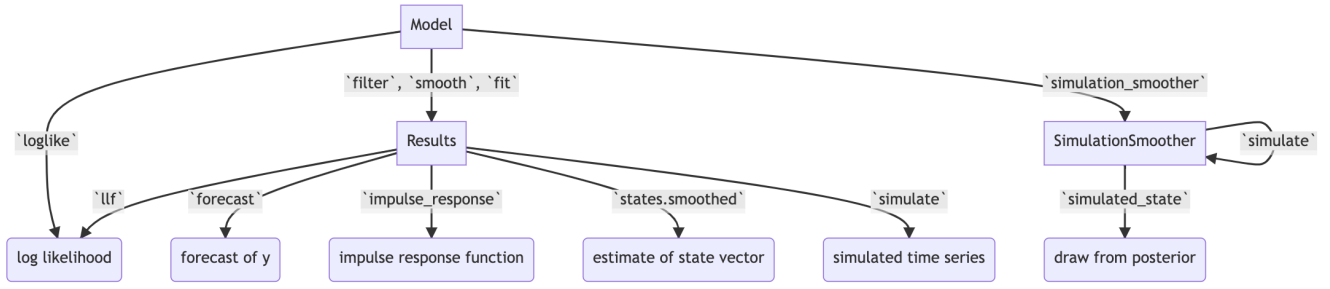 Model
`filter`, `smooth`, `fit`
`simulation_smoother`
`loglike`
Results
SimulationSmoother
`simulate`
`llf`
`forecast`
`impulse_response`
`states.smoothed`
`simulate`
`simulated_state`
log likelihood
forecast of y
impulse response function
estimate of state vector
simulated time series
draw from posterior